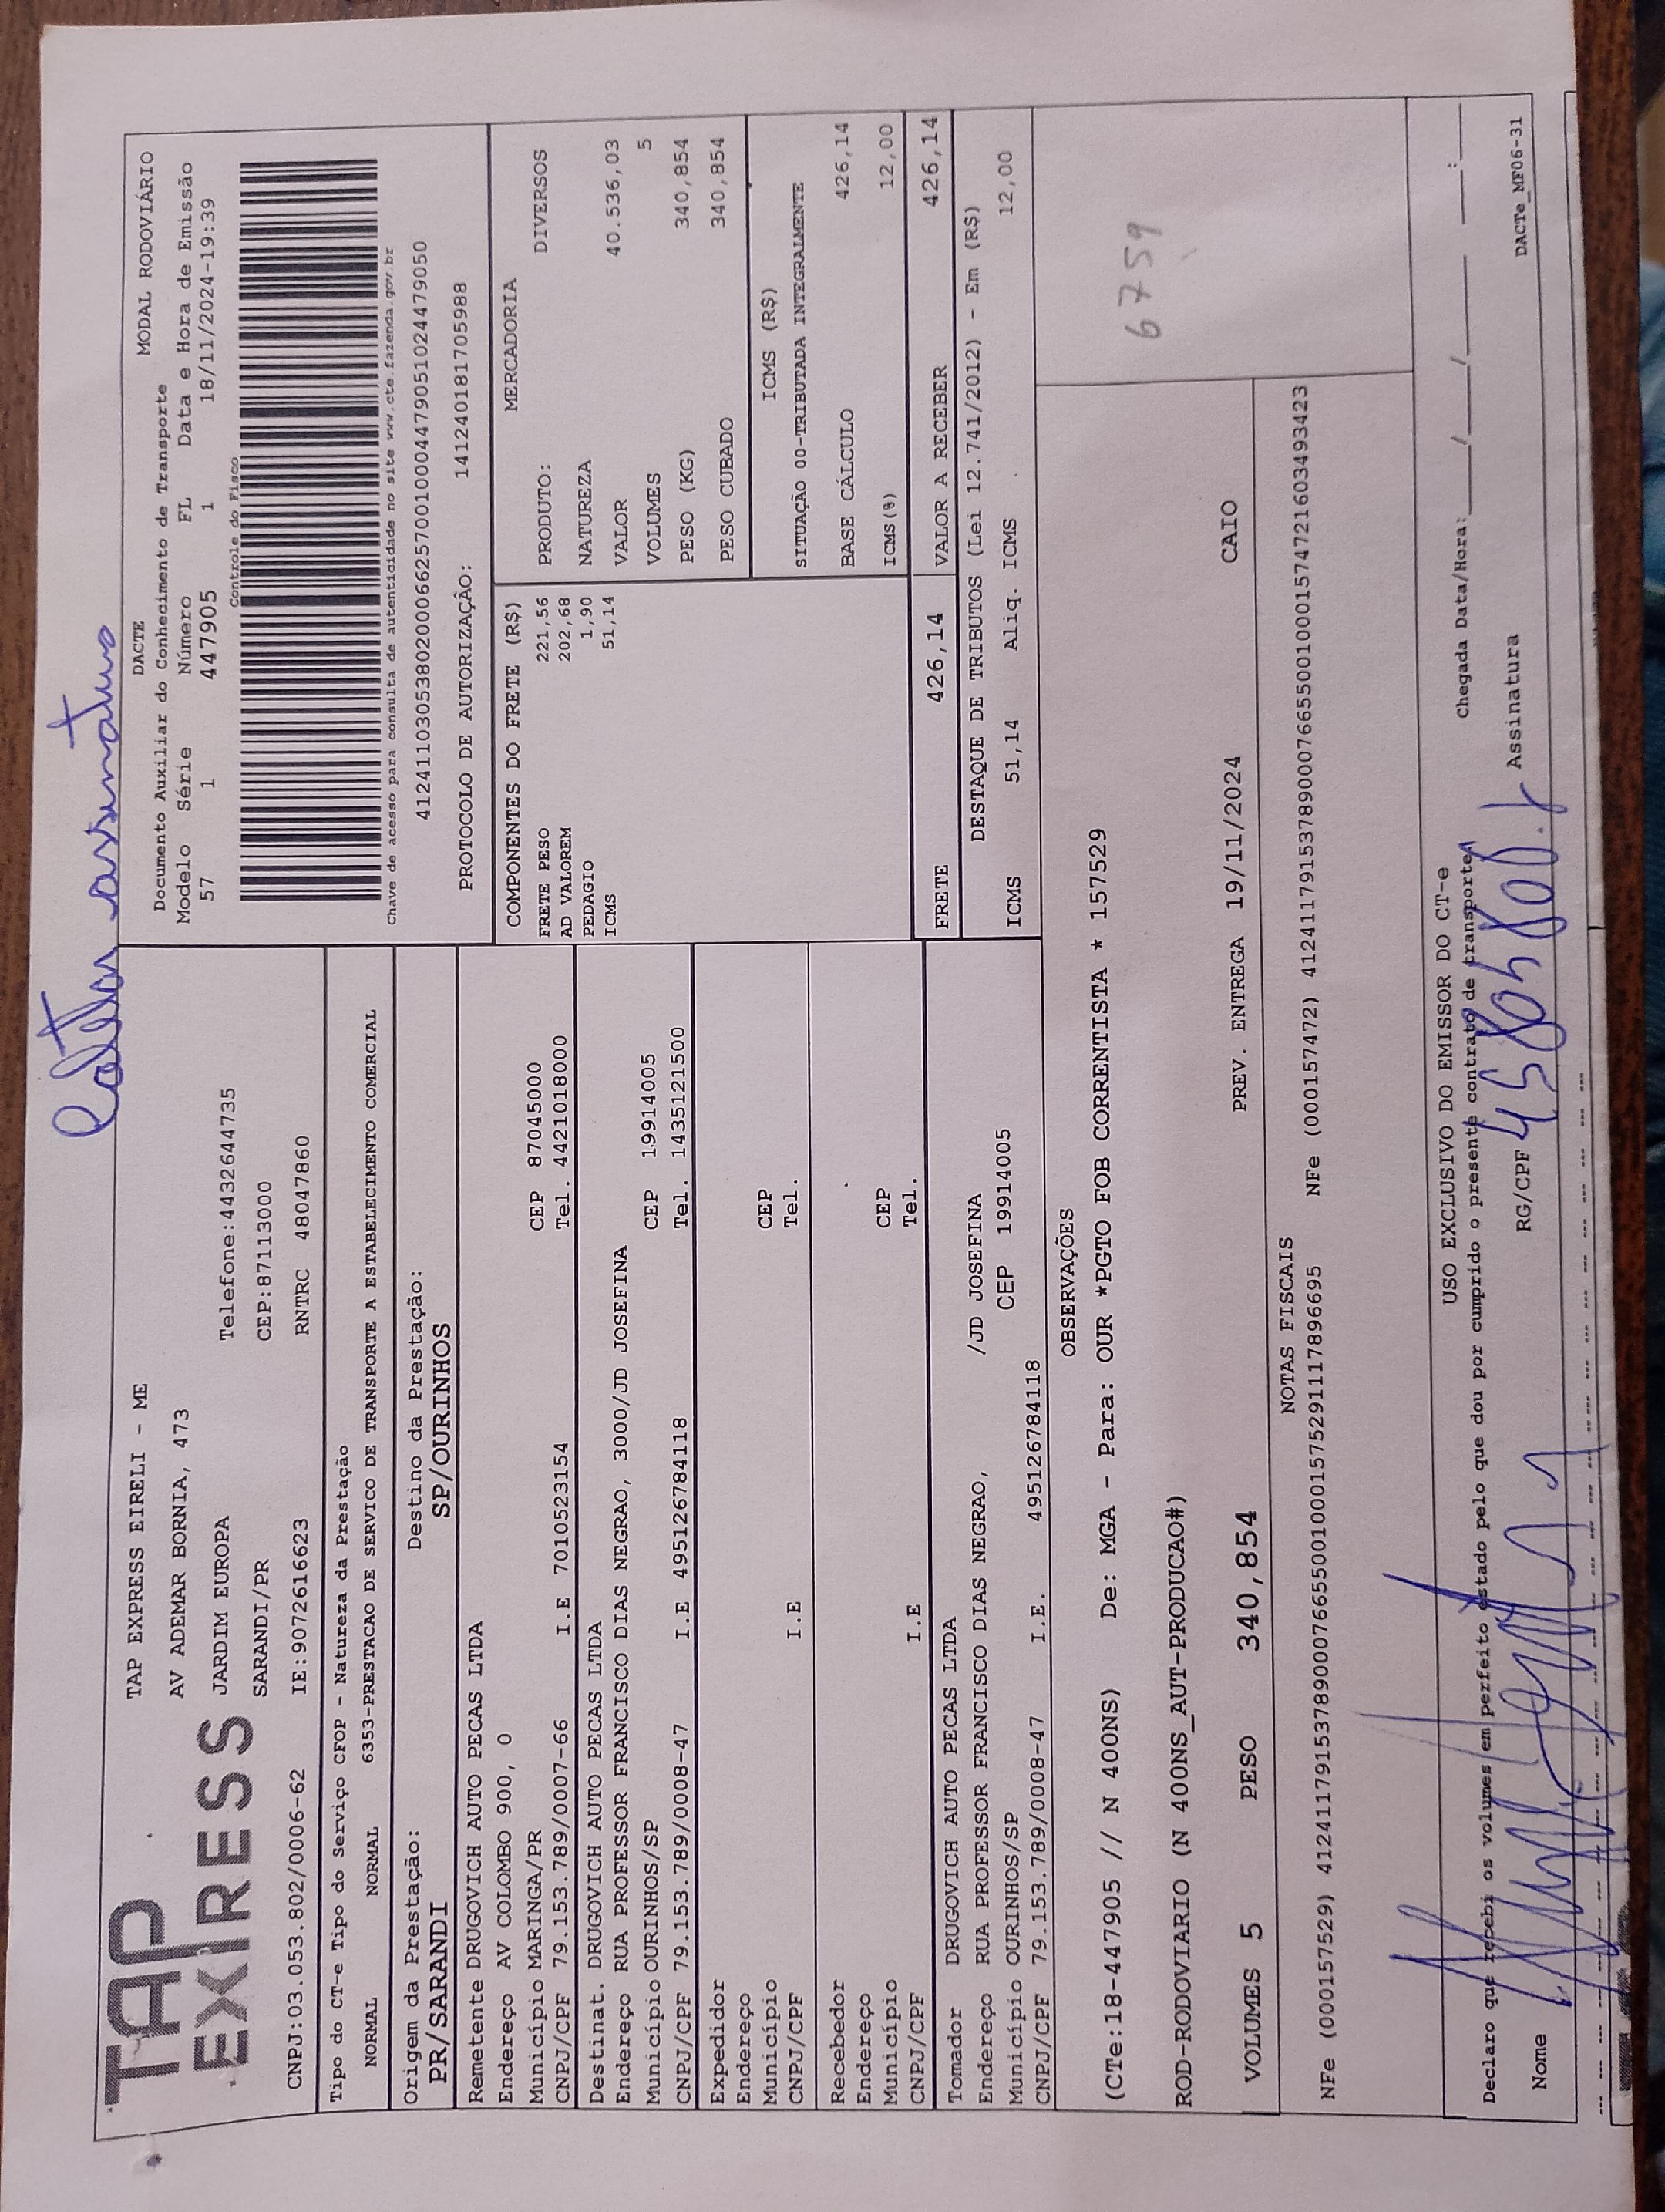 TAP
EXPRESS
TAP EXPRESS EIRELI - ME
AV ADEMAR BORNIA, 473
JARDIM EUROPA
Telefone:4432644735
SARANDI/PR
CEP:87113000
CNPJ:03.053.802/0006-62
IE:9072616623
RNTRC 48047860
DACTE
MODAL RODOVIÁRIO
Documento Auxiliar do Conhecimento de Transporte
Modelo Série Número FL Data e Hora de Emissão
57 1 447905 1 18/11/2024-19:39
Controle do Fisco
Chave de acesso para consulta de autenticidade no site www.cte.fazenda.gov.br
41241103053802000662570010004479051024479050
PROTOCOLO DE AUTORIZAÇÃO: 141240181705988
Tipo do CT-e Tipo do Serviço CFOP - Natureza da Prestação
NORMAL NORMAL 6353-PRESTACAO DE SERVICO DE TRANSPORTE A ESTABELECIMENTO COMERCIAL
Origem da Prestação: Destino da Prestação:
PR/SARANDI SP/OURINHOS
Remetente DRUGOVICH AUTO PECAS LTDA
Endereço AV COLOMBO 900, 0
Município MARINGA/PR CEP 87045000
CNPJ/CPF 79.153.789/0007-66 I.E 7010523154 Tel. 4421018000
Destinat. DRUGOVICH AUTO PECAS LTDA
Endereço RUA PROFESSOR FRANCISCO DIAS NEGRAO, 3000/JD JOSEFINA
Município OURINHOS/SP CEP 19914005
CNPJ/CPF 79.153.789/0008-47 I.E 495126784118 Tel. 1435121500
Expedidor
Endereço
Município CEP
CNPJ/CPF I.E Tel.
Recebedor
Endereço
Município CEP
CNPJ/CPF I.E Tel.
Tomador DRUGOVICH AUTO PECAS LTDA
Endereço RUA PROFESSOR FRANCISCO DIAS NEGRAO, /JD JOSEFINA
Município OURINHOS/SP CEP 19914005
CNPJ/CPF 79.153.789/0008-47 I.E. 495126784118
COMPONENTES DO FRETE (R$)
FRETE PESO 221,56
AD VALOREM 202,68
PEDAGIO 1,90
ICMS 51,14
MERCADORIA
PRODUTO: DIVERSOS
NATUREZA
VALOR 40.536,03
VOLUMES 5
PESO (KG) 340,854
PESO CUBADO 340,854
ICMS (R$)
SITUAÇÃO 00-TRIBUTADA INTEGRALMENTE
BASE CÁLCULO 426,14
ICMS(%) 12,00
FRETE 426,14 VALOR A RECEBER 426,14
DESTAQUE DE TRIBUTOS (Lei 12.741/2012) - Em (R$)
ICMS 51,14 Aliq. ICMS 12,00
OBSERVAÇÕES
(CTe:18-447905 // N 400NS) De: MGA - Para: OUR *PGTO FOB CORRENTISTA * 157529
6759
ROD-RODOVIARIO (N 400NS_AUT-PRODUCAO#)
VOLUMES 5 PESO 340,854 PREV. ENTREGA 19/11/2024 CAIO
NOTAS FISCAIS
NFe (000157529) 41241179153789000766550010001575291117896695 NFe (000157472) 41241179153789000766550010001574721603493423
USO EXCLUSIVO DO EMISSOR DO CT-e
Declaro que recebi os volumes em perfeito estado pelo que dou por cumprido o presente contrato de transporte. Chegada Data/Hora:___/___/___ ___:___
Nome RG/CPF Assinatura
DACTe_MF06-31